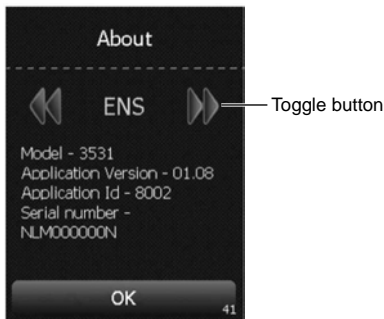 About
ENS
Toggle button
Model - 3531
Application Version - 01.08
Application Id - 8002
Serial number -
NLM000000N
OK
41